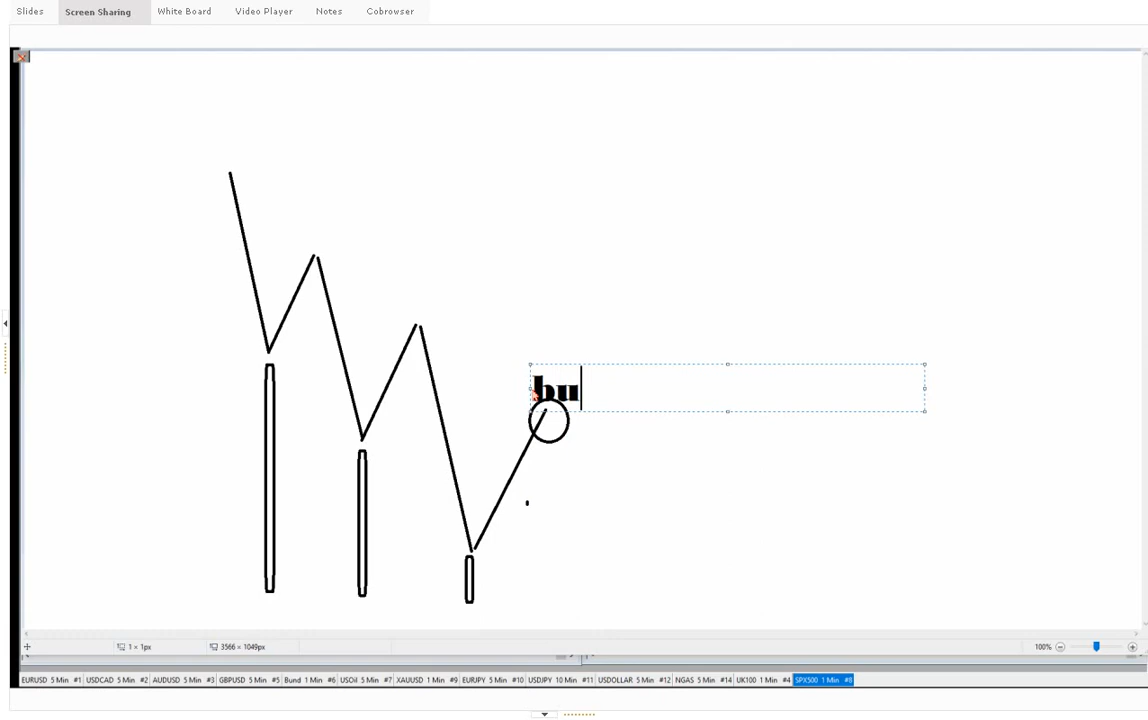 Slides Screen Sharing White Board Video Player Notes Cobrowser
bu
1 × 1px 3566 × 1049px 100%
EURUSD 5 Min #1 USDCAD 5 Min #2 AUDUSD 5 Min #3 GBPUSD 5 Min #5 Bund 1 Min #6 USOil 5 Min #7 XAUUSD 1 Min #9 EURJPY 5 Min #10 USDJPY 10 Min #11 USDOLLAR 5 Min #12 NGAS 5 Min #14 UK100 1 Min #4 SPX500 1 Min #8